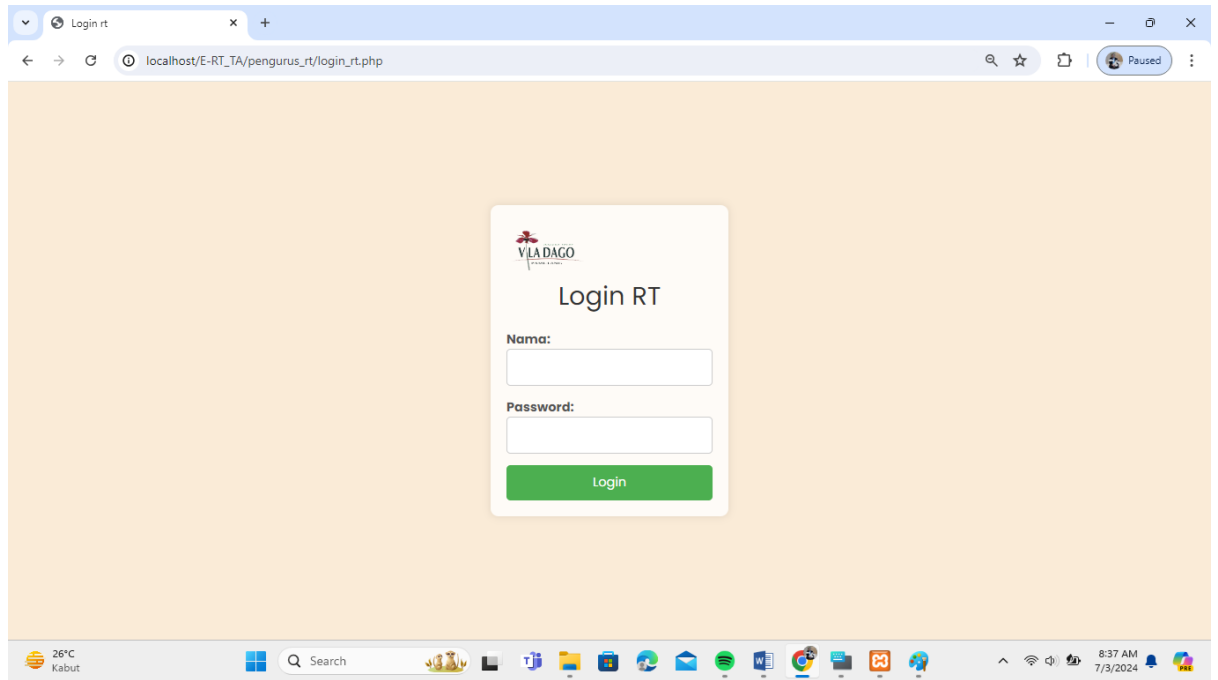 Login rt
localhost/E-RT_TA/pengurus_rt/login_rt.php
Paused
VILA DAGO
Login RT
Nama:
Password:
Login
26°C
Kabut
Search
8:37 AM
7/3/2024
PRE